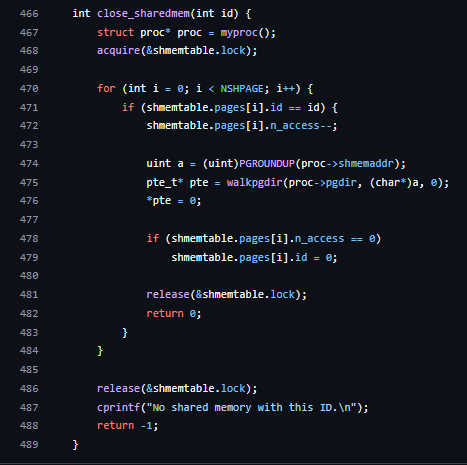 466 int close_sharedmem(int id) {
467     struct proc* proc = myproc();
468     acquire(&shmemtable.lock);
469
470     for (int i = 0; i < NSHPAGE; i++) {
471         if (shmemtable.pages[i].id == id) {
472             shmemtable.pages[i].n_access--;
473
474             uint a = (uint)PGROUNDUP(proc->shmemaddr);
475             pte_t* pte = walkpgdir(proc->pgdir, (char*)a, 0);
476             *pte = 0;
477
478             if (shmemtable.pages[i].n_access == 0)
479                 shmemtable.pages[i].id = 0;
480
481             release(&shmemtable.lock);
482             return 0;
483         }
484     }
485
486     release(&shmemtable.lock);
487     cprintf("No shared memory with this ID.\n");
488     return -1;
489 }